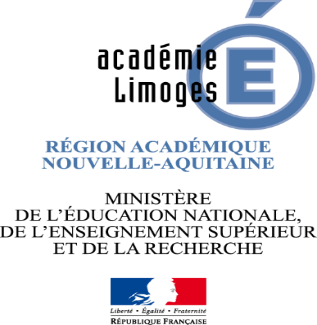 académie
Limoges
É
RÉGION ACADÉMIQUE
NOUVELLE-AQUITAINE
MINISTÈRE
DE L'ÉDUCATION NATIONALE,
DE L'ENSEIGNEMENT SUPÉRIEUR
ET DE LA RECHERCHE
Liberté • Égalité • Fraternité
RÉPUBLIQUE FRANÇAISE